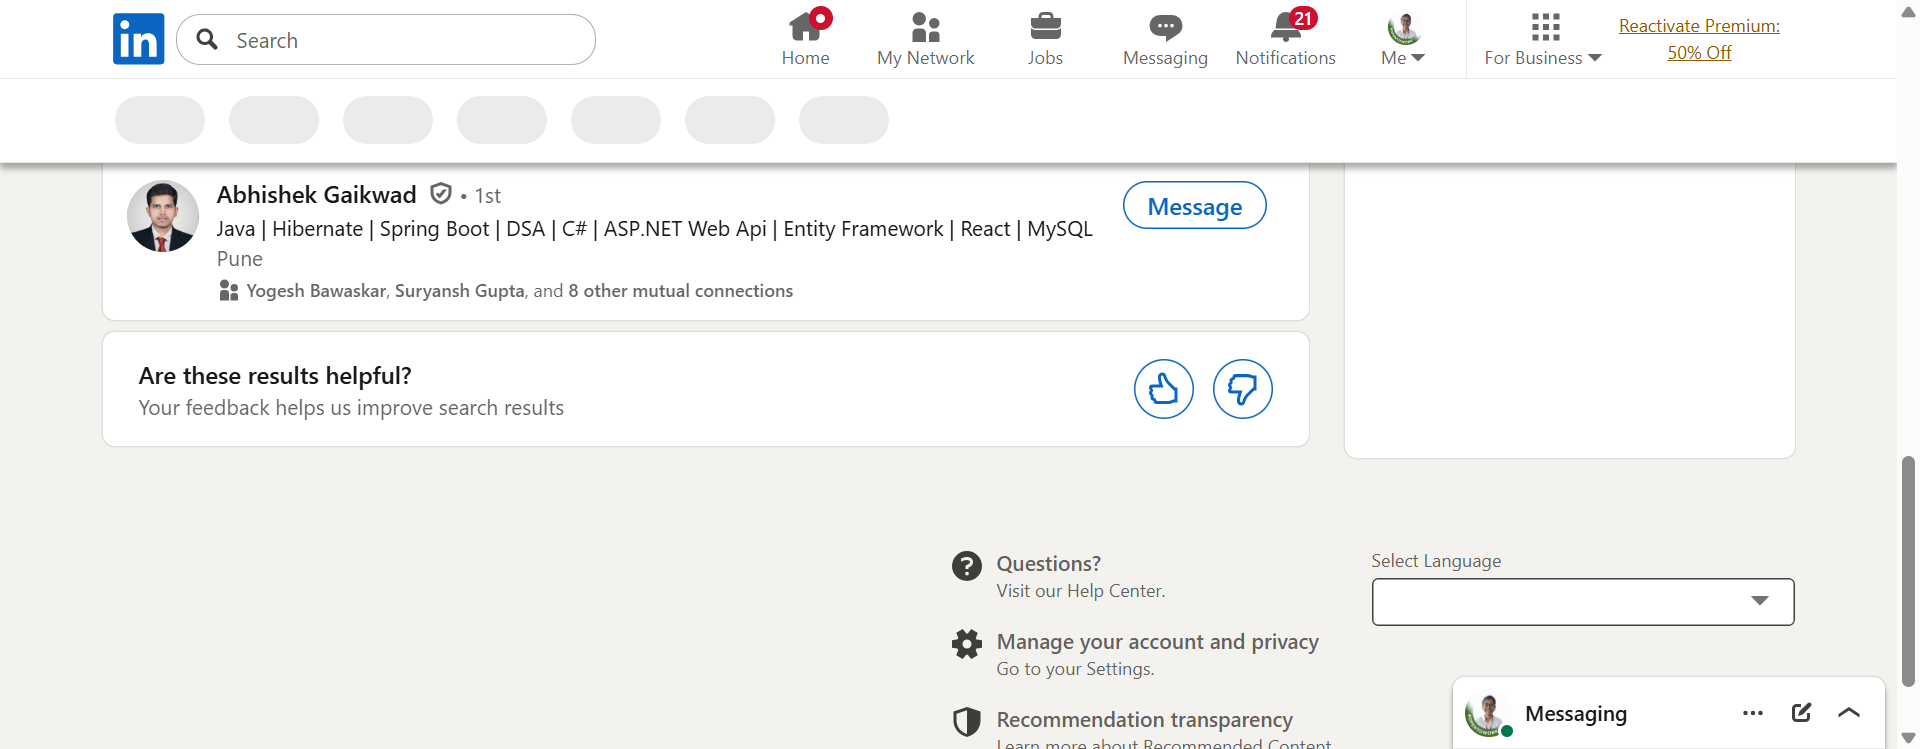 in
Search
Home
My Network
Jobs
Messaging
21
Notifications
Me
For Business
Reactivate Premium:
50% Off
Abhishek Gaikwad • 1st
Java | Hibernate | Spring Boot | DSA | C# | ASP.NET Web Api | Entity Framework | React | MySQL
Pune
Yogesh Bawaskar, Suryansh Gupta, and 8 other mutual connections
Message
Are these results helpful?
Your feedback helps us improve search results
Questions?
Visit our Help Center.
Select Language
Manage your account and privacy
Go to your Settings.
Recommendation transparency
Learn more about Recommended Content
Messaging